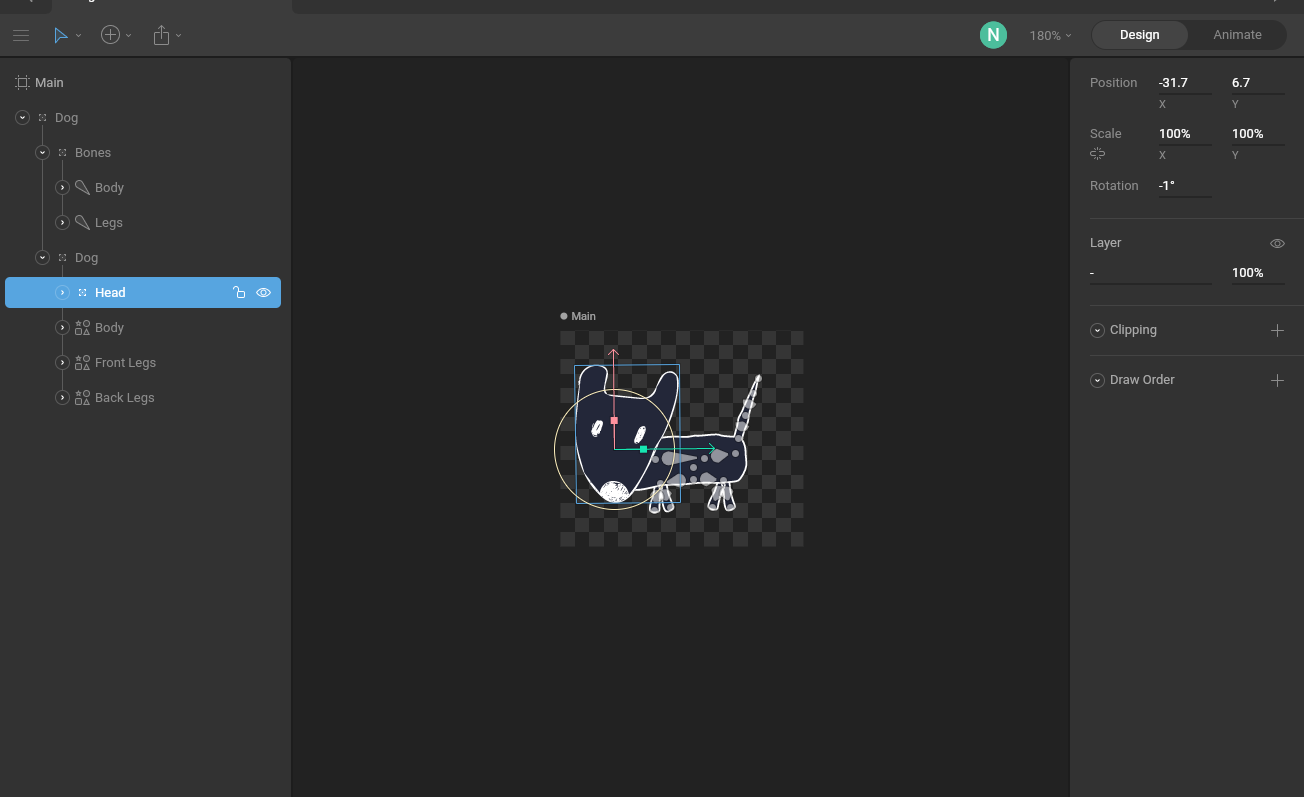 N
180%
Design
Animate
Main
Dog
Bones
Body
Legs
Dog
Head
Body
Front Legs
Back Legs
Main
Position -31.7 6.7
X Y
Scale 100% 100%
X Y
Rotation -1°
Layer
- 100%
Clipping
Draw Order